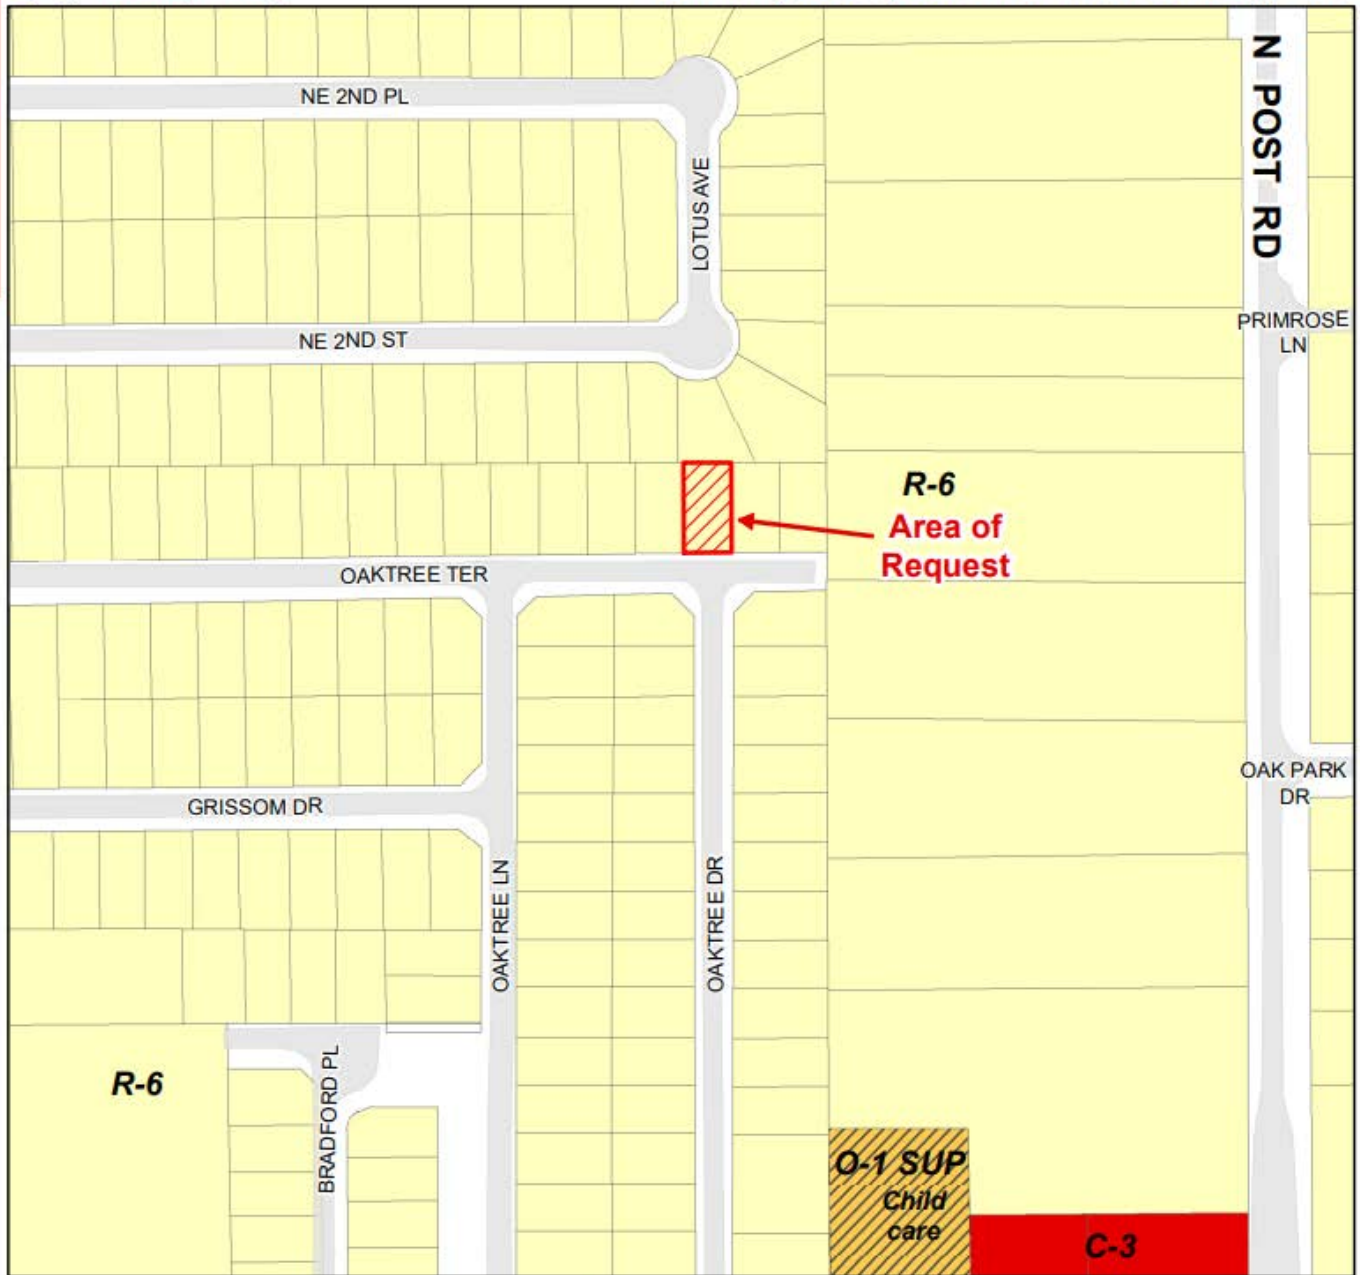 N POST RD
NE 2ND PL
LOTUS AVE
PRIMROSE
LN
NE 2ND ST
R-6
Area of
Request
OAKTREE TER
OAK PARK
DR
GRISSOM DR
OAKTREE LN
OAKTREE DR
R-6
BRADFORD PL
O-1 SUP
Child
care
C-3